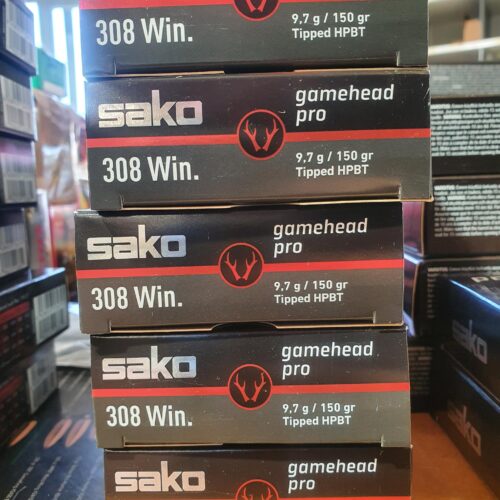 308 Win.
9,7 g / 150 gr
Tipped HPBT
sako
gamehead
pro
308 Win.
9,7 g / 150 gr
Tipped HPBT
sako
gamehead
pro
308 Win.
9,7 g / 150 gr
Tipped HPBT
sako
gamehead
pro
308 Win.
9,7 g / 150 gr
Tipped HPBT
sako
gamehead
pro
sako
sako